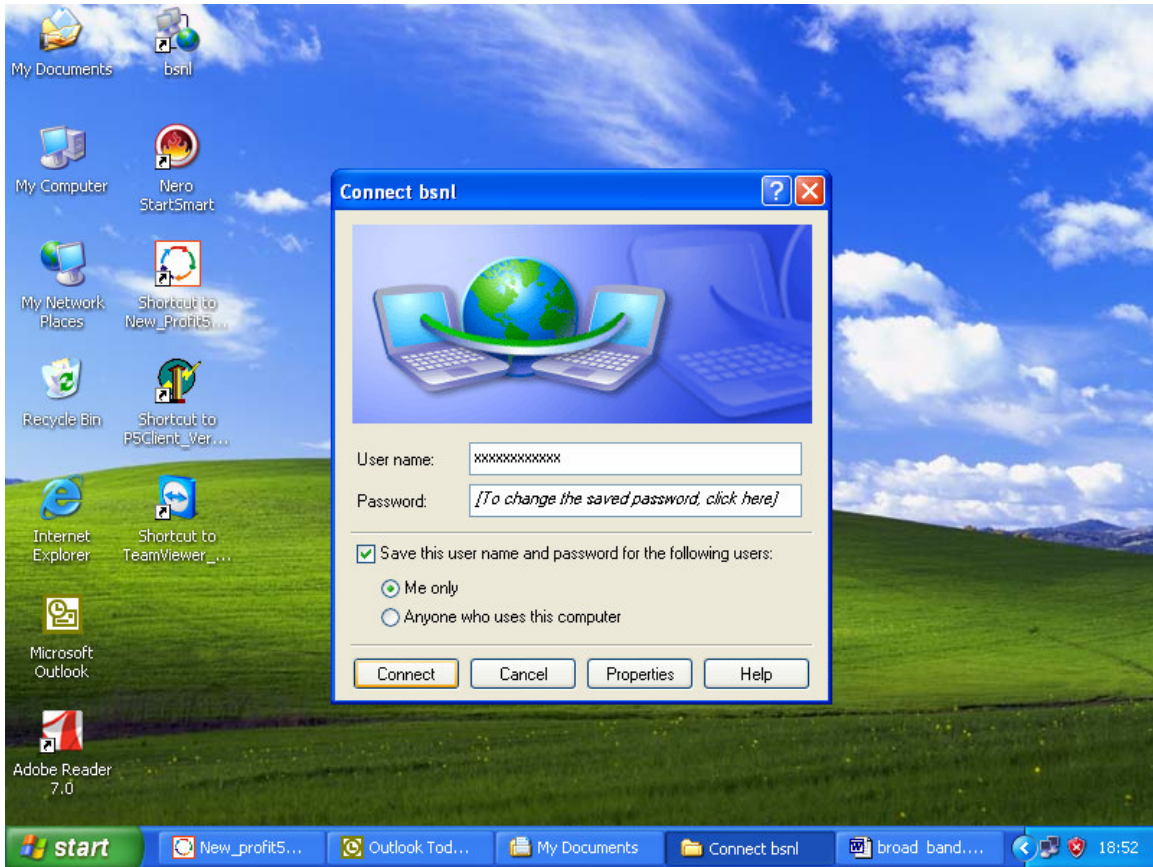 My Documents
bsnl
My Computer
Nero
StartSmart
My Network
Places
Shortcut to
New_Profit5...
Recycle Bin
Shortcut to
P5Client_Ver...
Internet
Explorer
Shortcut to
TeamViewer_...
Microsoft
Outlook
Adobe Reader
7.0
Connect bsnl
User name:
xxxxxxxxxxxx
Password:
[To change the saved password, click here]
Save this user name and password for the following users:
Me only
Anyone who uses this computer
Connect
Cancel
Properties
Help
start
New_profit5...
Outlook Tod...
My Documents
Connect bsnl
broad band....
18:52